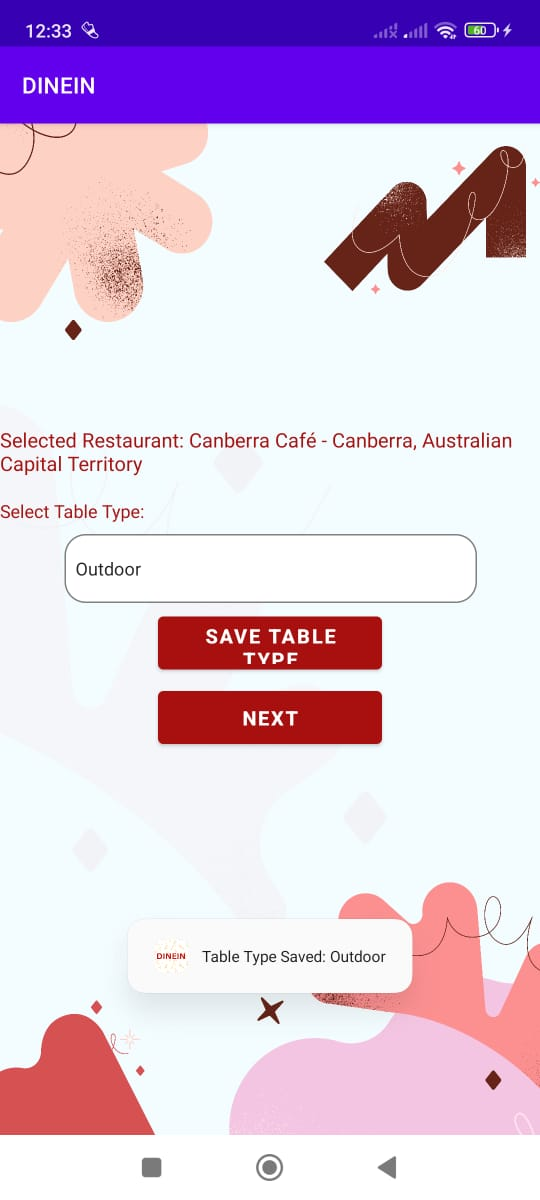 12:33
60
DINEIN
Selected Restaurant: Canberra Café - Canberra, Australian
Capital Territory
Select Table Type:
Outdoor
SAVE TABLE
TYPE
NEXT
DINEIN Table Type Saved: Outdoor